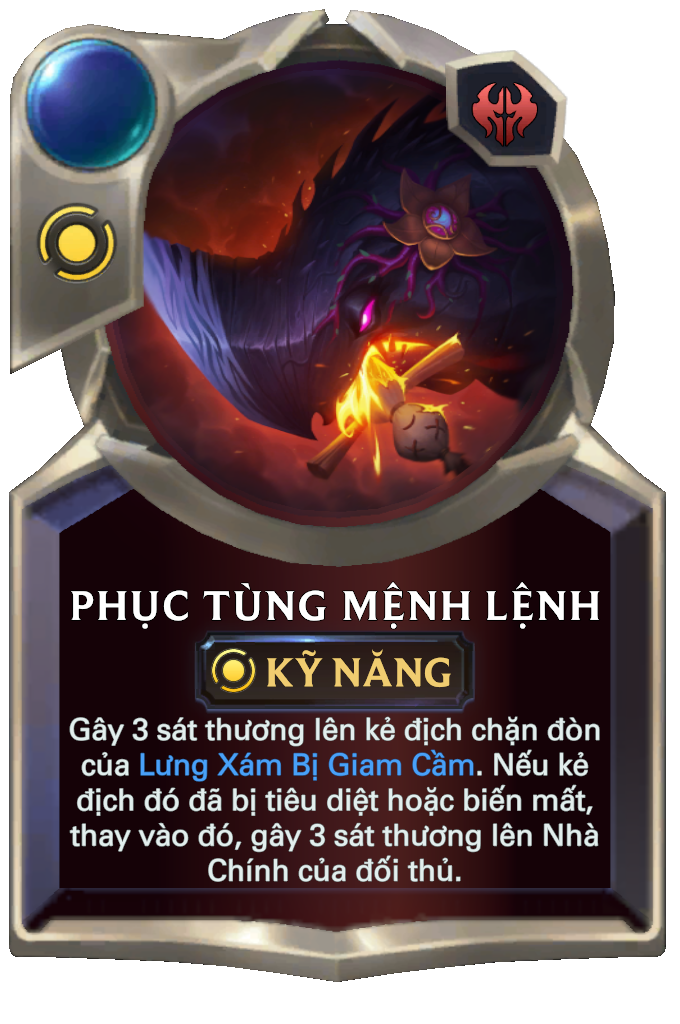 PHỤC TÙNG MỆNH LỆNH
KỸ NĂNG
Gây 3 sát thương lên kẻ địch chặn đòn
của Lưng Xám Bị Giam Cầm. Nếu kẻ
địch đó đã bị tiêu diệt hoặc biến mất,
thay vào đó, gây 3 sát thương lên Nhà
Chính của đối thủ.